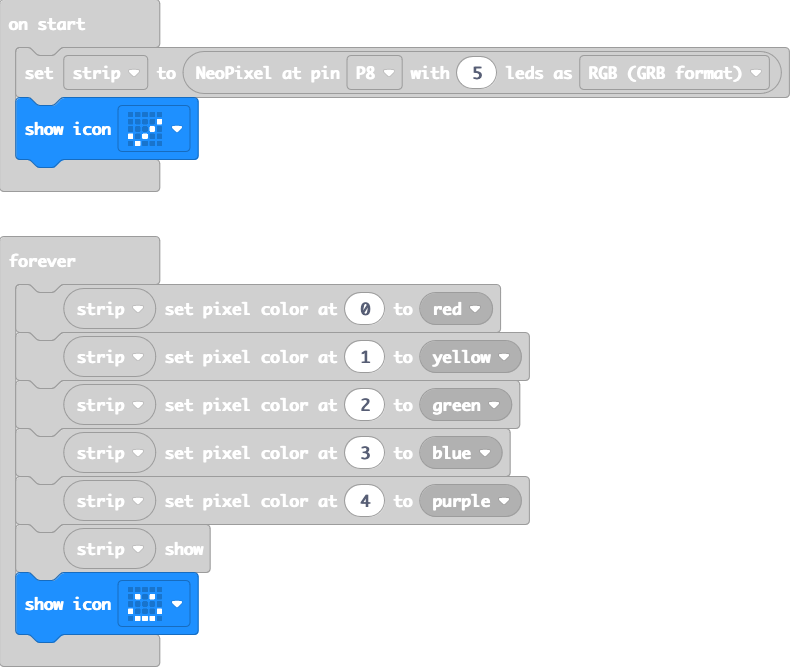 on start
set strip to NeoPixel at pin P8 with 5 leds as RGB (GRB format)
show icon
forever
strip set pixel color at 0 to red
strip set pixel color at 1 to yellow
strip set pixel color at 2 to green
strip set pixel color at 3 to blue
strip set pixel color at 4 to purple
strip show
show icon